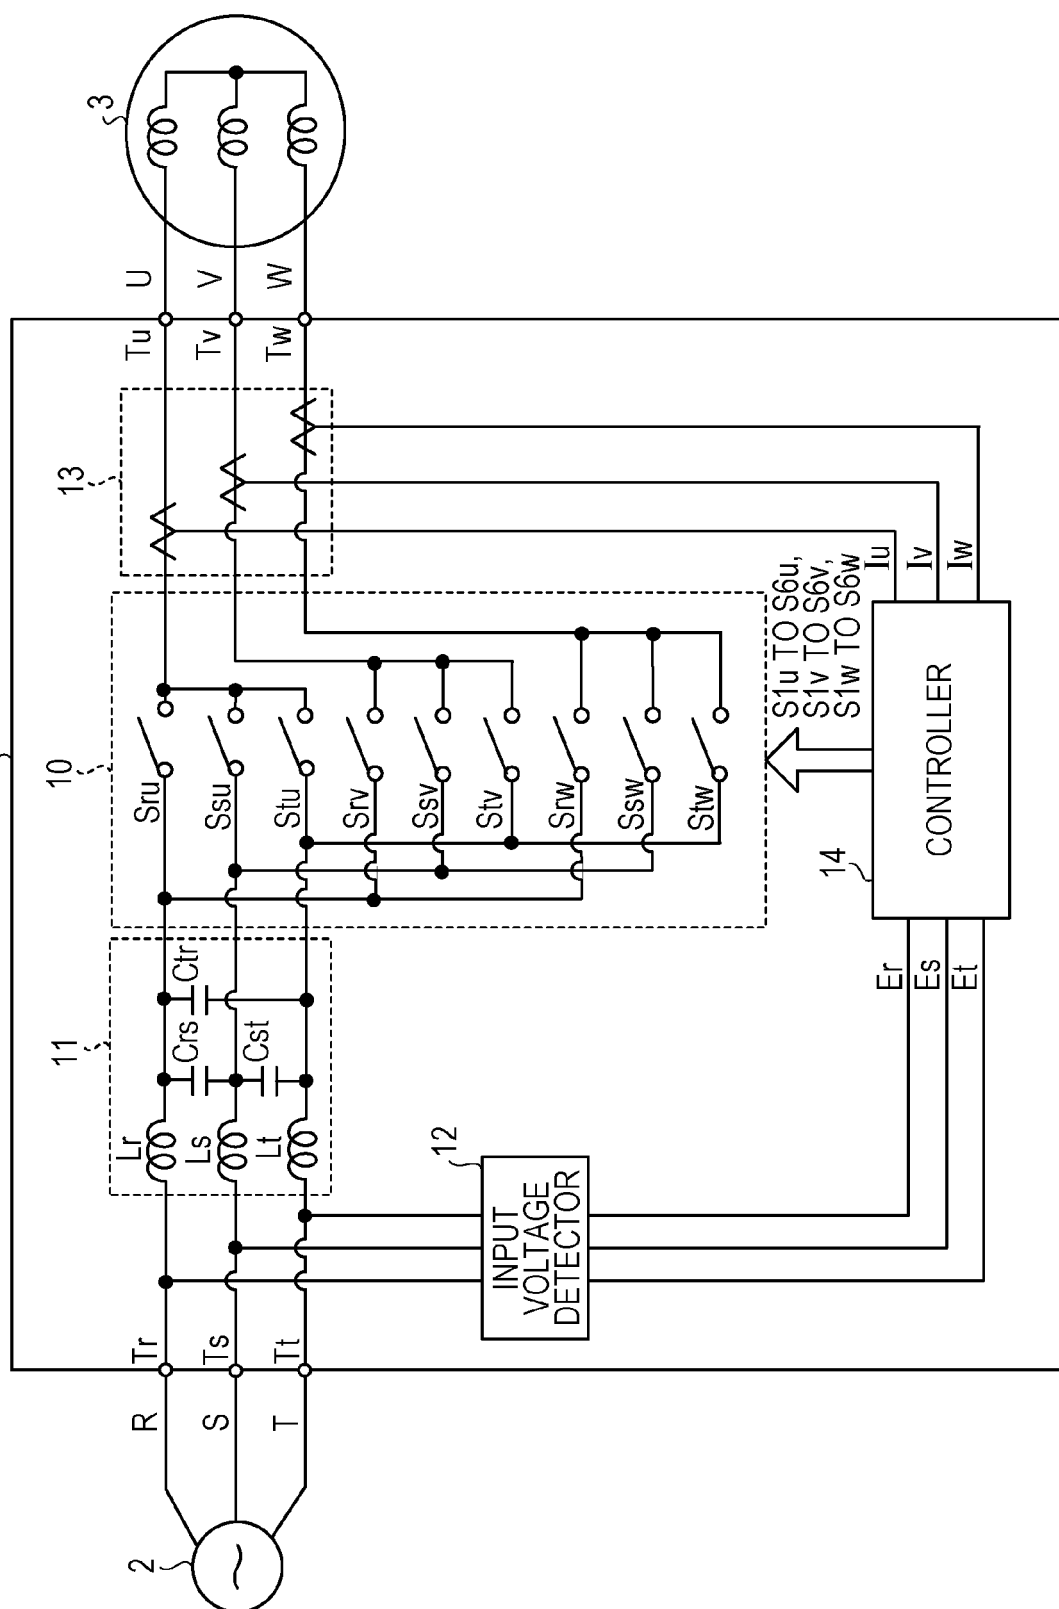 2
R
S
T
Tr
Ts
Tt
12
INPUT
VOLTAGE
DETECTOR
11
Lr
Ls
Lt
Crs
Cst
Ctr
10
Sru
Ssu
Stu
Srv
Ssv
Stv
Srw
Ssw
Stw
13
Tu
Tv
Tw
U
V
W
3
Er
Es
Et
14
CONTROLLER
S1u TO S6u,
S1v TO S6v,
S1w TO S6w
Iu
Iv
Iw